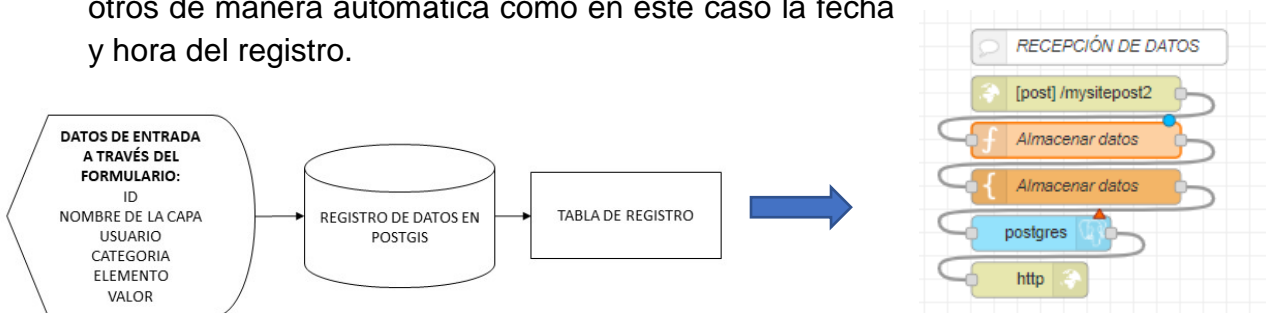 otros de manera automática como en este caso la fecha
y hora del registro.
DATOS DE ENTRADA
A TRAVÉS DEL
FORMULARIO:
ID
NOMBRE DE LA CAPA
USUARIO
CATEGORIA
ELEMENTO
VALOR
REGISTRO DE DATOS EN
POSTGIS
TABLA DE REGISTRO
RECEPCIÓN DE DATOS
[post] /mysitepost2
Almacenar datos
Almacenar datos
postgres
http